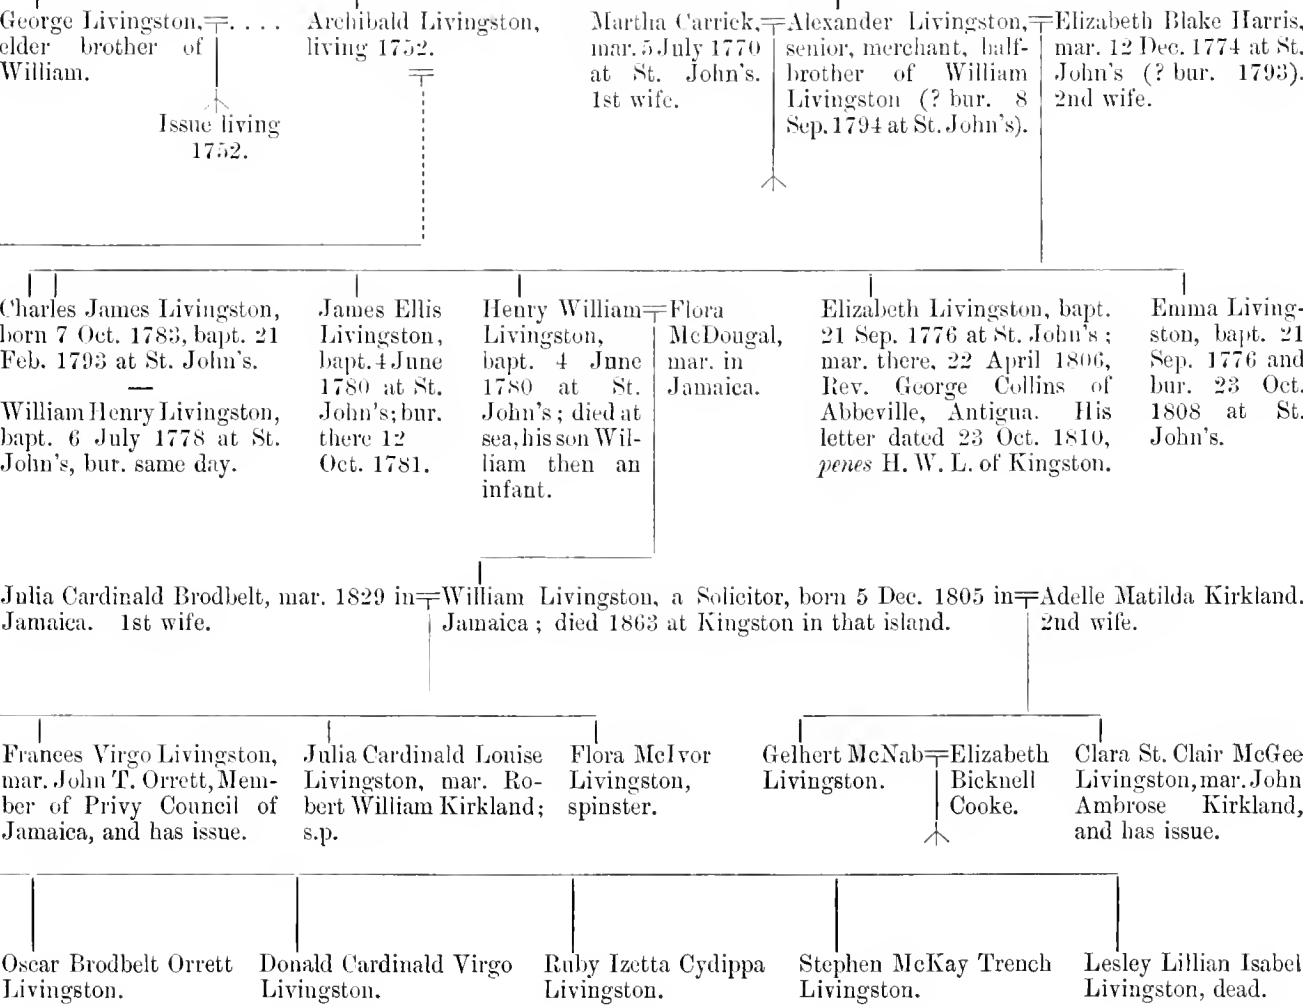 George Livingston, . . . .
elder brother of
William.
Issue living
1752.
Archibald Livingston,
living 1752.
Martha Carrick,
mar. 5 July 1770
at St. John's.
1st wife.
Alexander Livingston,
senior, merchant, half-
brother of William
Livingston (? bur. 8
Sep. 1794 at St. John's).
Elizabeth Blake Harris,
mar. 12 Dec. 1774 at St.
John's (? bur. 1793).
2nd wife.
Charles James Livingston,
born 7 Oct. 1783, bapt. 21
Feb. 1793 at St. John's.
—
William Henry Livingston,
bapt. 6 July 1778 at St.
John's, bur. same day.
James Ellis
Livingston,
bapt. 4 June
1780 at St.
John's; bur.
there 12
Oct. 1781.
Henry William
Livingston,
bapt. 4 June
1780 at St.
John's; died at
sea, his son Wil-
liam then an
infant.
Flora
McDougal,
mar. in
Jamaica.
Elizabeth Livingston, bapt.
21 Sep. 1776 at St. John's;
mar. there, 22 April 1806,
Rev. George Collins of
Abbeville, Antigua. His
letter dated 23 Oct. 1810,
penes H. W. L. of Kingston.
Emma Living-
ston, bapt. 21
Sep. 1776 and
bur. 23 Oct.
1808 at St.
John's.
Julia Cardinald Brodbelt, mar. 1829 in
Jamaica. 1st wife.
William Livingston, a Solicitor, born 5 Dec. 1805 in
Jamaica; died 1863 at Kingston in that island.
Adelle Matilda Kirkland.
2nd wife.
Frances Virgo Livingston,
mar. John T. Orrett, Mem-
ber of Privy Council of
Jamaica, and has issue.
Julia Cardinald Louise
Livingston, mar. Ro-
bert William Kirkland;
s.p.
Flora McIvor
Livingston,
spinster.
Gelhert McNab
Livingston.
Elizabeth
Bicknell
Cooke.
Clara St. Clair McGee
Livingston, mar. John
Ambrose Kirkland,
and has issue.
Oscar Brodbelt Orrett
Livingston.
Donald Cardinald Virgo
Livingston.
Ruby Izetta Cydippa
Livingston.
Stephen McKay Trench
Livingston.
Lesley Lillian Isabel
Livingston, dead.